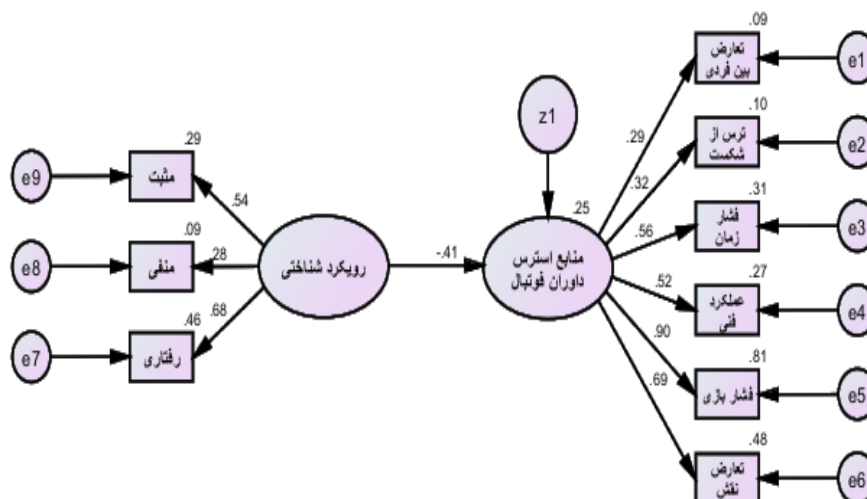 .09
تعارض
بین فردی
e1
.29
z1
.10
ترس از
شکست
e2
.32
.29
مثبت
e9
.54
.31
فشار
زمان
e3
.56
.25
منابع استرس
داوران فوتبال
-.41
رویکرد شناختی
.09
منفی
.28
e8
.27
عملکرد
فنی
e4
.52
.46
رفتاری
.68
e7
.81
فشار بازی
e5
.90
.48
تعارض
نقش
e6
.69